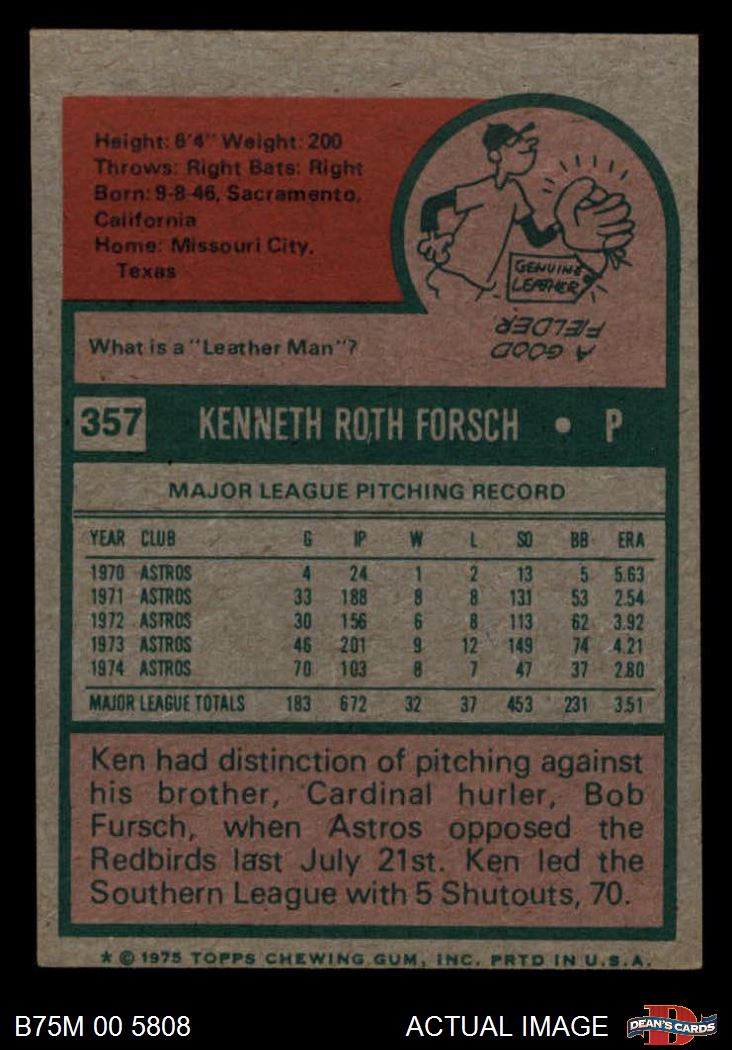 Height: 6'4" Weight: 200
Throws: Right Bats: Right
Born: 9-8-46, Sacramento,
California
Home: Missouri City,
Texas
GENUINE
LEATHER
What is a "Leather Man"?
A GOOD
FIELDER.
357 KENNETH ROTH FORSCH • P
MAJOR LEAGUE PITCHING RECORD
YEAR CLUB G IP W L SO BB ERA
1970 ASTROS 4 24 1 2 13 5 5.63
1971 ASTROS 33 188 8 8 131 53 2.54
1972 ASTROS 30 156 6 8 113 62 3.92
1973 ASTROS 46 201 9 12 149 74 4.21
1974 ASTROS 70 103 8 7 47 37 2.80
MAJOR LEAGUE TOTALS 183 672 32 37 453 231 3.51
Ken had distinction of pitching against
his brother, Cardinal hurler, Bob
Fursch, when Astros opposed the
Redbirds last July 21st. Ken led the
Southern League with 5 Shutouts, 70.
* © 1975 TOPPS CHEWING GUM, INC. PRTD IN U.S.A.
B75M 00 5808 ACTUAL IMAGE
D
DEAN'S CARDS